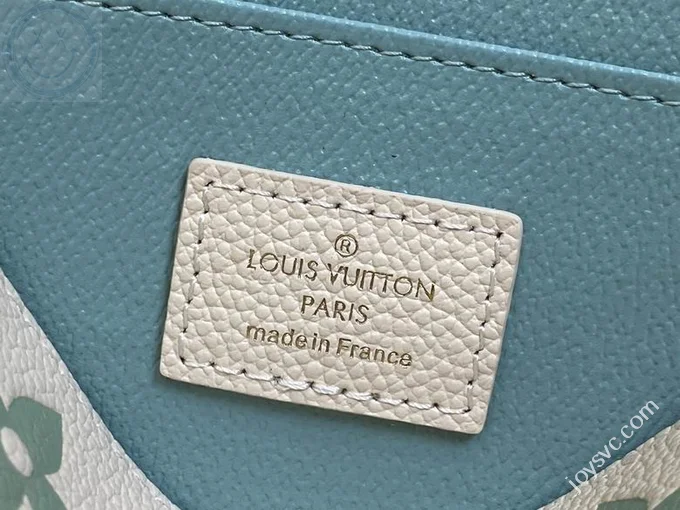 ®
LOUIS VUITTON
PARIS
made in France
joysvc.com